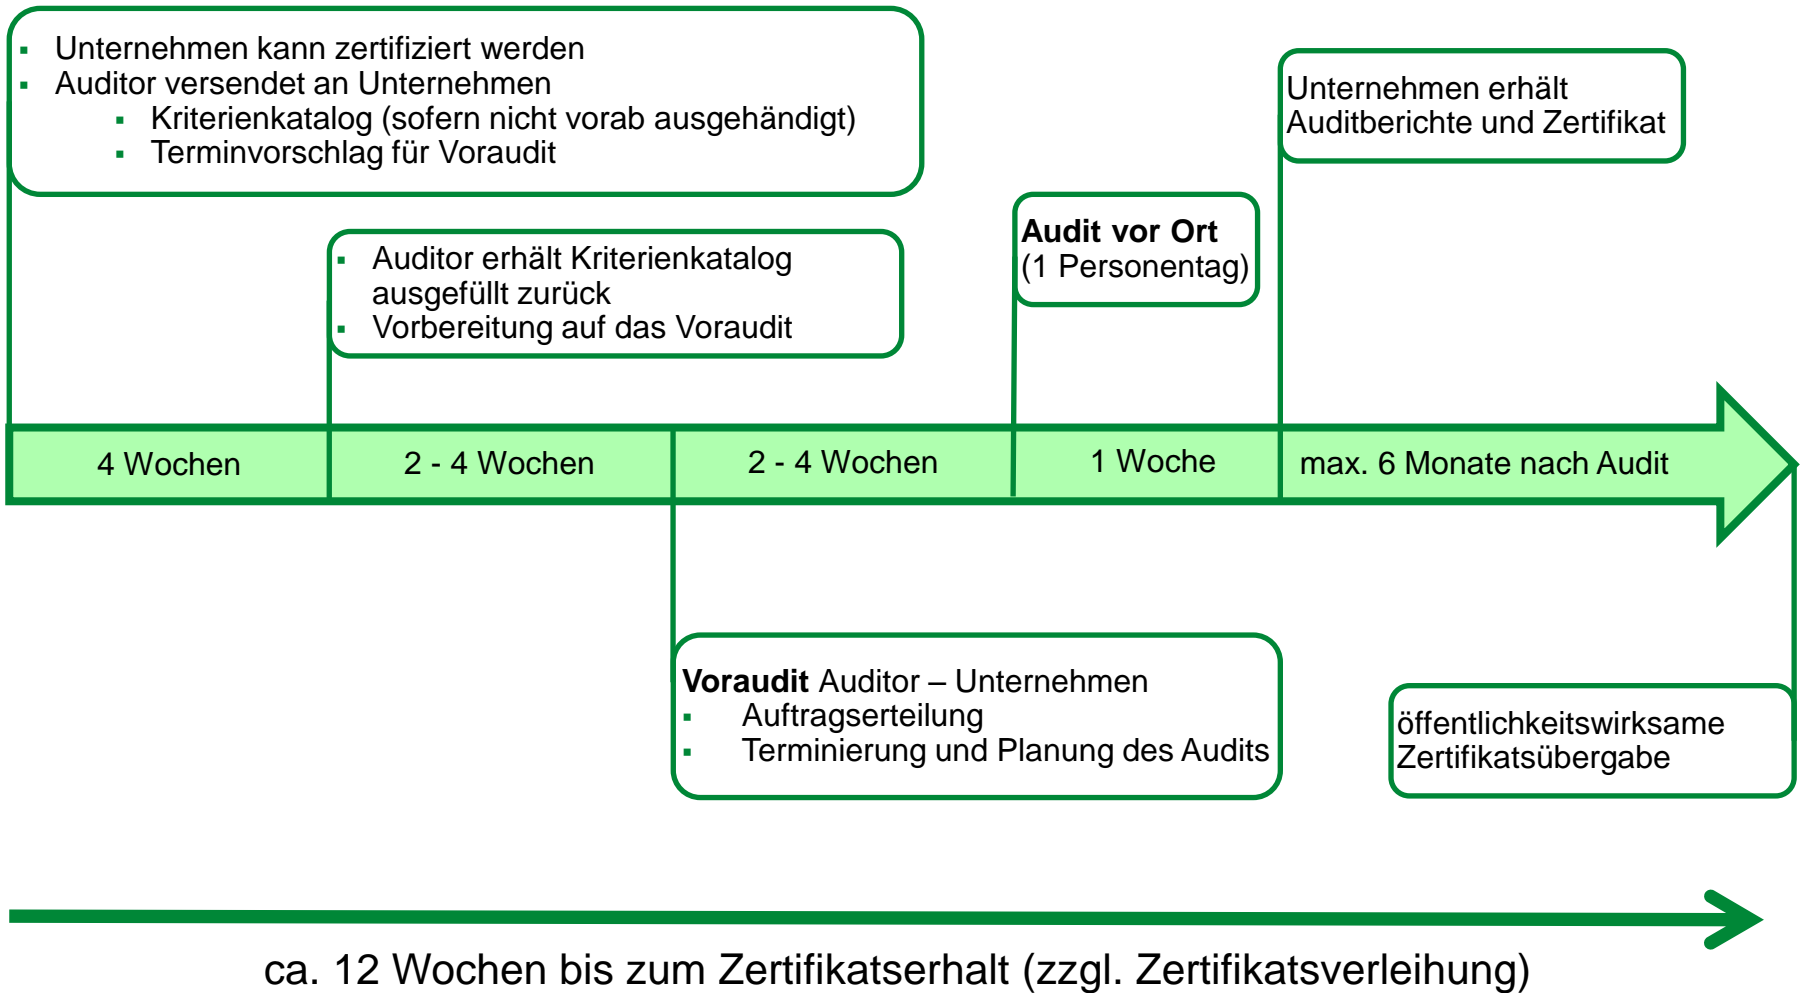 ▪ Unternehmen kann zertifiziert werden
▪ Auditor versendet an Unternehmen
▪ Kriterienkatalog (sofern nicht vorab ausgehändigt)
▪ Terminvorschlag für Voraudit
Unternehmen erhält
Auditberichte und Zertifikat
Audit vor Ort
(1 Personentag)
▪ Auditor erhält Kriterienkatalog
ausgefüllt zurück
▪ Vorbereitung auf das Voraudit
4 Wochen
2 - 4 Wochen
2 - 4 Wochen
1 Woche
max. 6 Monate nach Audit
Voraudit Auditor – Unternehmen
▪ Auftragserteilung
▪ Terminierung und Planung des Audits
öffentlichkeitswirksame
Zertifikatsübergabe
ca. 12 Wochen bis zum Zertifikatserhalt (zzgl. Zertifikatsverleihung)